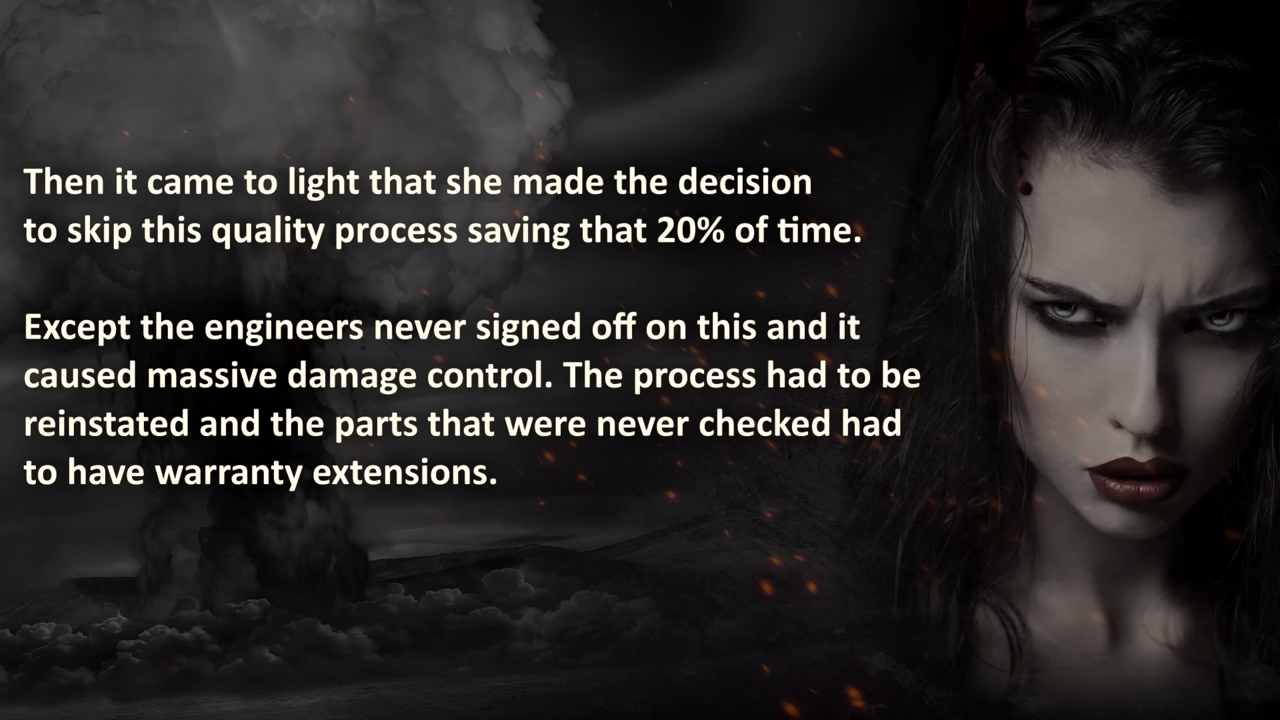 Then it came to light that she made the decision
to skip this quality process saving that 20% of time.
Except the engineers never signed off on this and it
caused massive damage control. The process had to be
reinstated and the parts that were never checked had
to have warranty extensions.